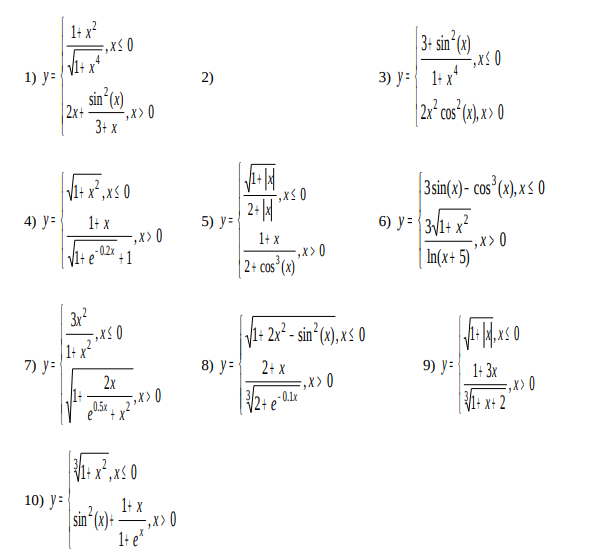 1) y = { (1+ x^2)/√(1+ x^4), x ≤ 0
2x+ sin^2(x)/(3+ x), x > 0
2)
3) y = { (3+ sin^2(x))/(1+ x^4), x ≤ 0
2x^2 cos^2(x), x > 0
4) y = { √(1+ x^2), x ≤ 0
(1+ x)/(√(1+ e^-0.2x) + 1), x > 0
5) y = { √(1+ |x|)/(2+ |x|), x ≤ 0
(1+ x)/(2+ cos^3(x)), x > 0
6) y = { 3sin(x) - cos^3(x), x ≤ 0
3√(1+ x^2)/ln(x+ 5), x > 0
7) y = { 3x^2/(1+ x^2), x ≤ 0
√(1+ 2x/(e^0.5x + x^2)), x > 0
8) y = { √(1+ 2x^2 - sin^2(x)), x ≤ 0
(2+ x)/∛(2+ e^-0.1x), x > 0
9) y = { √(1+ |x|), x ≤ 0
(1+ 3x)/∛(1+ x+ 2), x > 0
10) y = { ∛(1+ x^2), x ≤ 0
sin^2(x)+ (1+ x)/(1+ e^x), x > 0